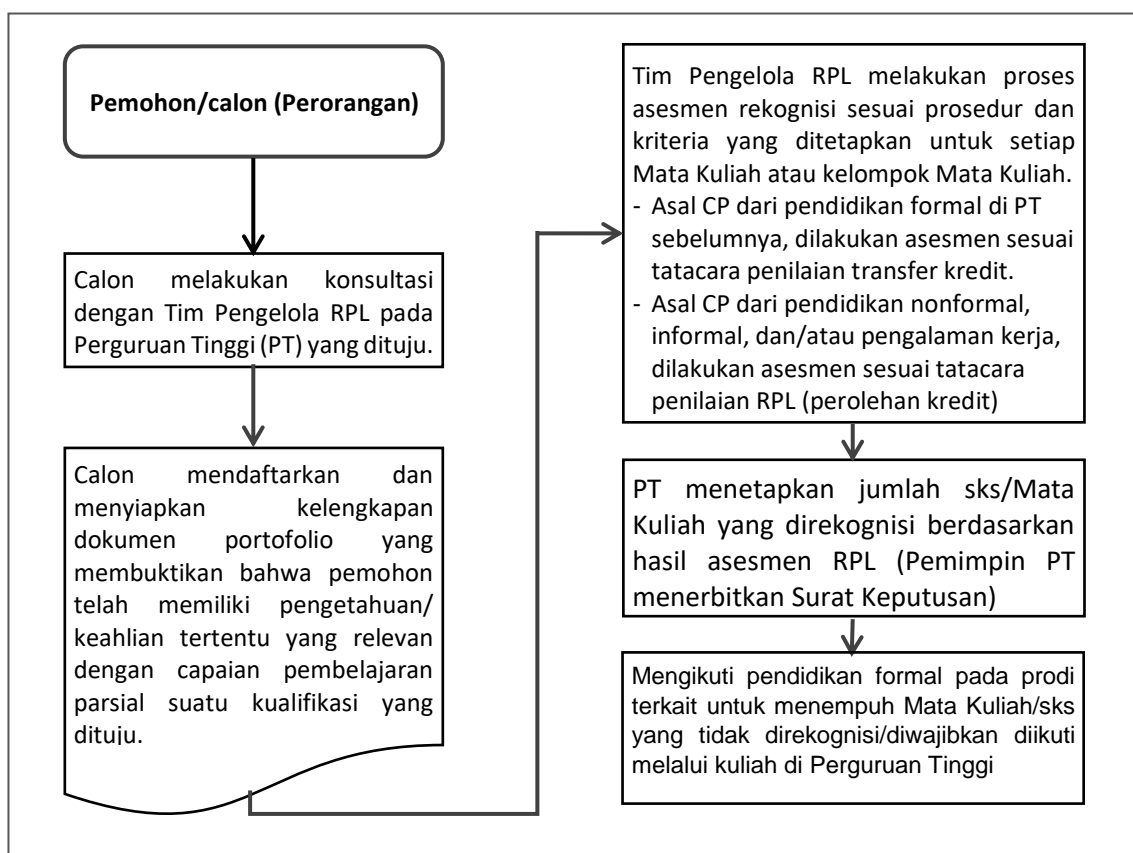 Pemohon/calon (Perorangan)
Calon melakukan konsultasi
dengan Tim Pengelola RPL pada
Perguruan Tinggi (PT) yang dituju.
Calon mendaftarkan dan
menyiapkan kelengkapan
dokumen portofolio yang
membuktikan bahwa pemohon
telah memiliki pengetahuan/
keahlian tertentu yang relevan
dengan capaian pembelajaran
parsial suatu kualifikasi yang
dituju.
Tim Pengelola RPL melakukan proses
asesmen rekognisi sesuai prosedur dan
kriteria yang ditetapkan untuk setiap
Mata Kuliah atau kelompok Mata Kuliah.
- Asal CP dari pendidikan formal di PT
sebelumnya, dilakukan asesmen sesuai
tatacara penilaian transfer kredit.
- Asal CP dari pendidikan nonformal,
informal, dan/atau pengalaman kerja,
dilakukan asesmen sesuai tatacara
penilaian RPL (perolehan kredit)
PT menetapkan jumlah sks/Mata
Kuliah yang direkognisi berdasarkan
hasil asesmen RPL (Pemimpin PT
menerbitkan Surat Keputusan)
Mengikuti pendidikan formal pada prodi
terkait untuk menempuh Mata Kuliah/sks
yang tidak direkognisi/diwajibkan diikuti
melalui kuliah di Perguruan Tinggi